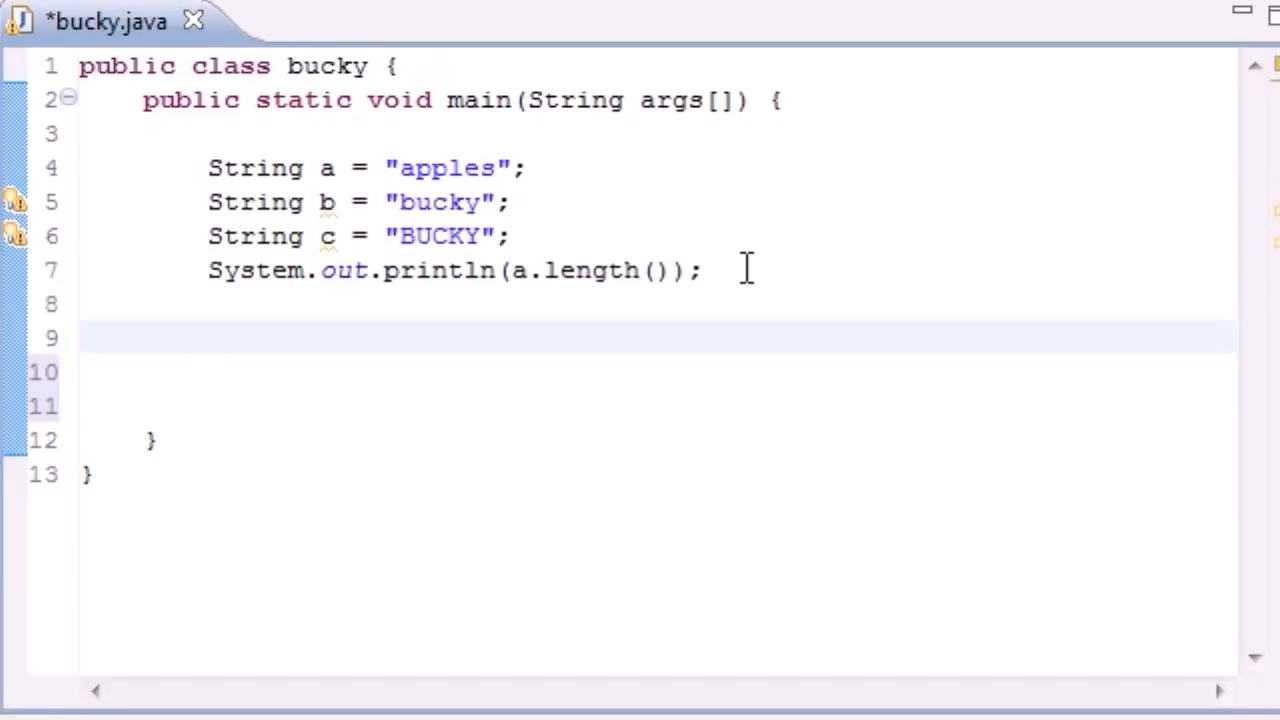 *bucky.java
1 public class bucky {
2 public static void main(String args[]) {
3
4 String a = "apples";
5 String b = "bucky";
6 String c = "BUCKY";
7 System.out.println(a.length());
8
9
10
11
12 }
13 }